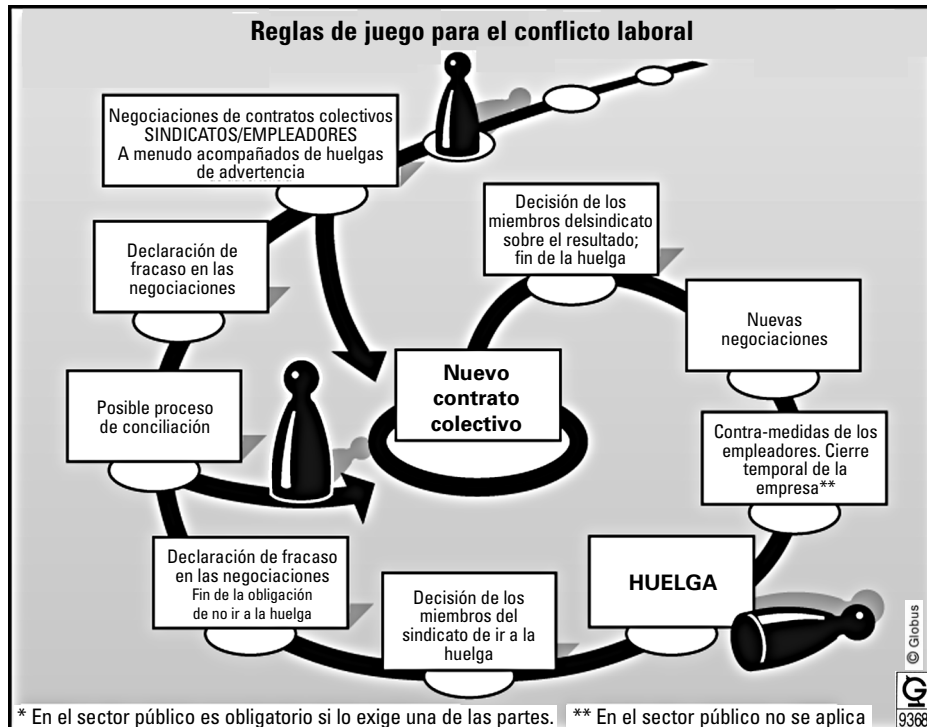 Reglas de juego para el conflicto laboral
Negociaciones de contratos colectivos
SINDICATOS/EMPLEADORES
A menudo acompañados de huelgas
de advertencia
Declaración de
fracaso en las
negociaciones
Posible proceso
de conciliación
Declaración de fracaso
en las negociaciones
Fin de la obligación
de no ir a la huelga
Decisión de los
miembros del
sindicato de ir a la
huelga
HUELGA
Contra-medidas de los
empleadores. Cierre
temporal de la
empresa**
Nuevas
negociaciones
Decisión de los
miembros delsindicato
sobre el resultado;
fin de la huelga
Nuevo
contrato
colectivo
* En el sector público es obligatorio si lo exige una de las partes.
** En el sector público no se aplica
© Globus
G
9368